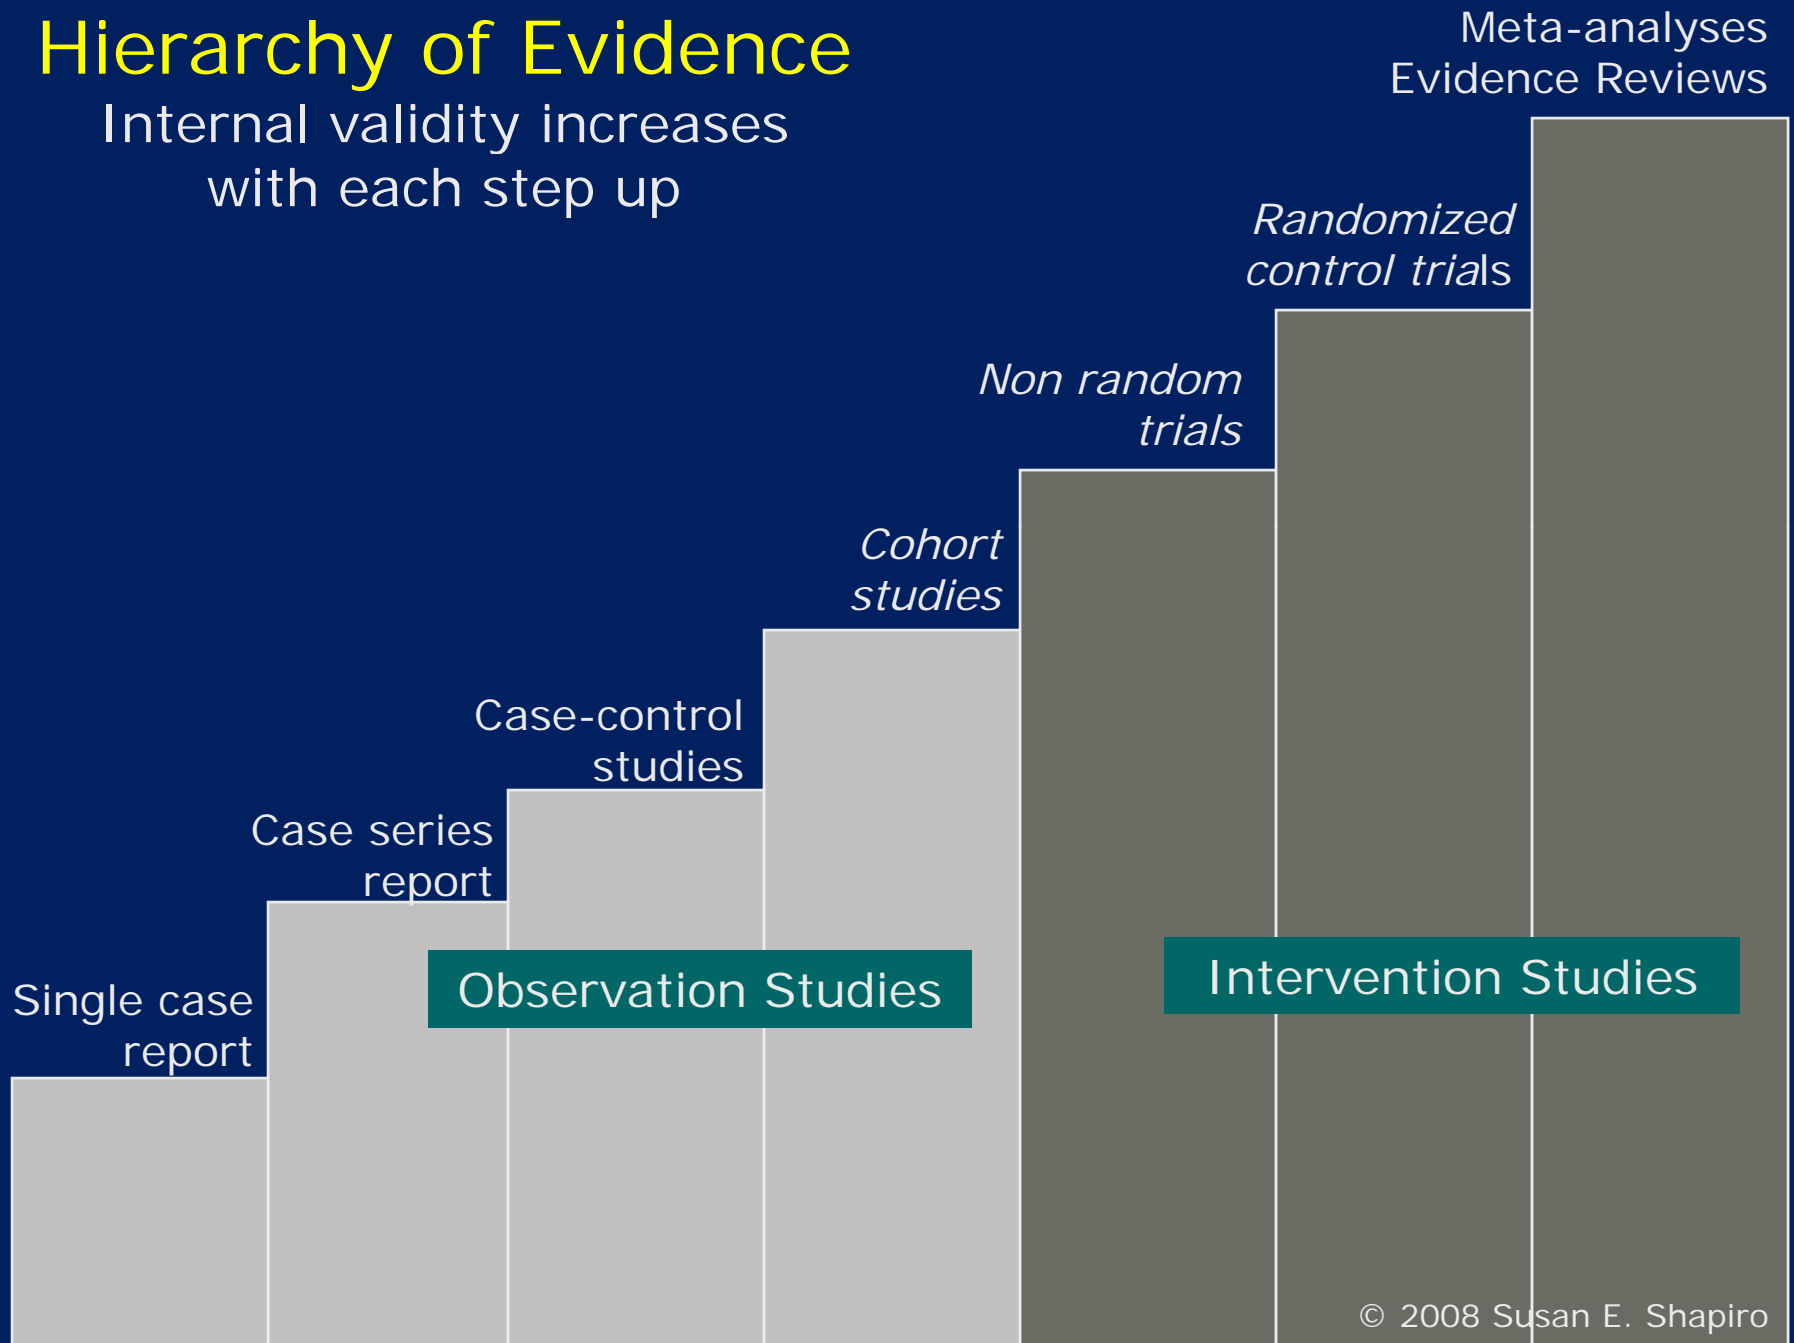 Hierarchy of Evidence
Internal validity increases
with each step up
Meta-analyses
Evidence Reviews
Randomized
control trials
Non random
trials
Cohort
studies
Case-control
studies
Case series
report
Single case
report
Observation Studies
Intervention Studies
© 2008 Susan E. Shapiro